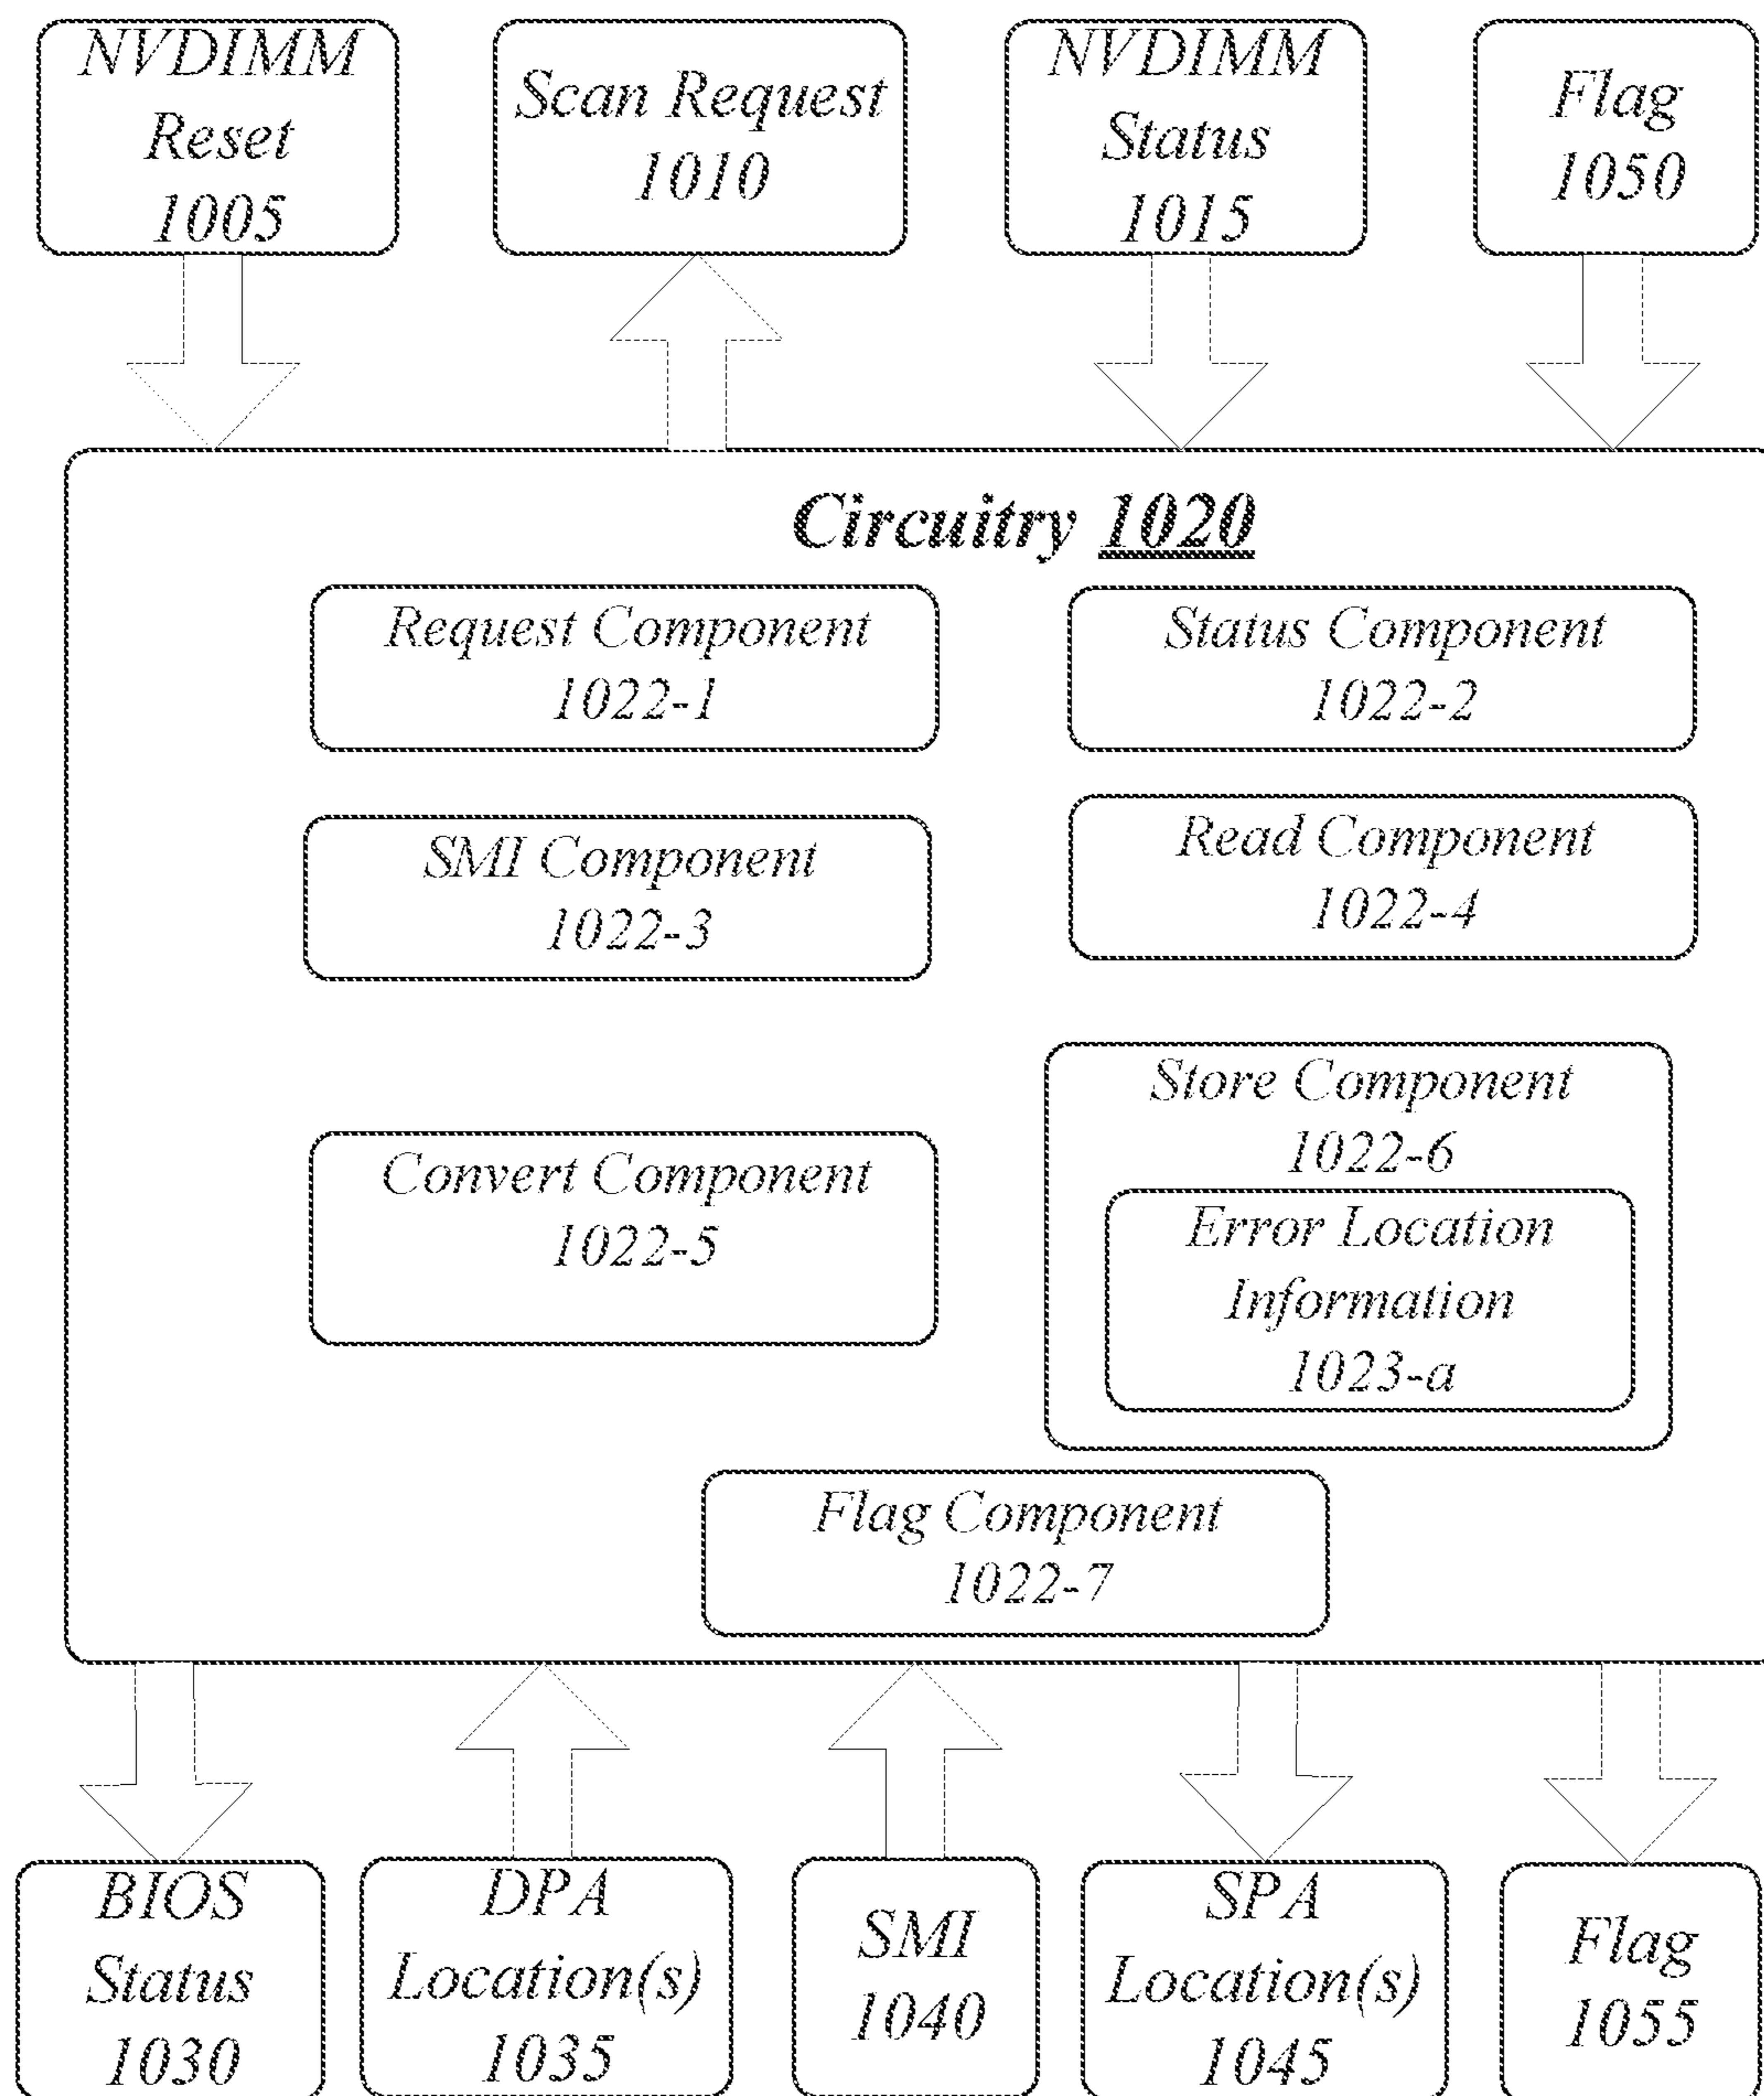 NVDIMM
Reset
1005
Scan Request
1010
NVDIMM
Status
1015
Flag
1050
Circuitry 1020
Request Component
1022-1
Status Component
1022-2
SMI Component
1022-3
Read Component
1022-4
Convert Component
1022-5
Store Component
1022-6
Error Location
Information
1023-a
Flag Component
1022-7
BIOS
Status
1030
DPA
Location(s)
1035
SMI
1040
SPA
Location(s)
1045
Flag
1055